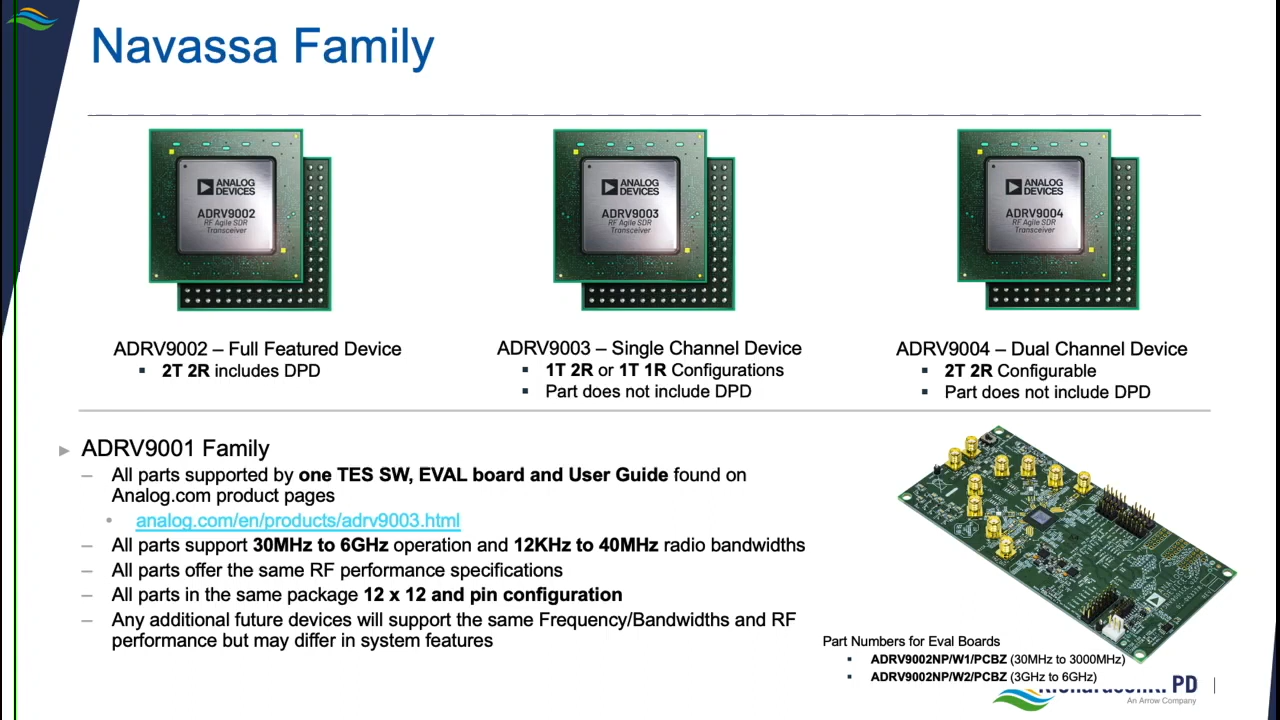 Navassa Family
ANALOG DEVICES
ADRV9002
RF Agile SDR
Transceiver
ANALOG DEVICES
ADRV9003
RF Agile SDR
Transceiver
ANALOG DEVICES
ADRV9004
RF Agile SDR
Transceiver
ADRV9002 – Full Featured Device
▪ 2T 2R includes DPD
ADRV9003 – Single Channel Device
▪ 1T 2R or 1T 1R Configurations
▪ Part does not include DPD
ADRV9004 – Dual Channel Device
▪ 2T 2R Configurable
▪ Part does not include DPD
ADRV9001 Family
– All parts supported by one TES SW, EVAL board and User Guide found on
Analog.com product pages
• analog.com/en/products/adrv9003.html
– All parts support 30MHz to 6GHz operation and 12KHz to 40MHz radio bandwidths
– All parts offer the same RF performance specifications
– All parts in the same package 12 x 12 and pin configuration
– Any additional future devices will support the same Frequency/Bandwidths and RF
performance but may differ in system features
Part Numbers for Eval Boards
▪ ADRV9002NP/W1/PCBZ (30MHz to 3000MHz)
▪ ADRV9002NP/W2/PCBZ (3GHz to 6GHz)
PD
An Arrow Company